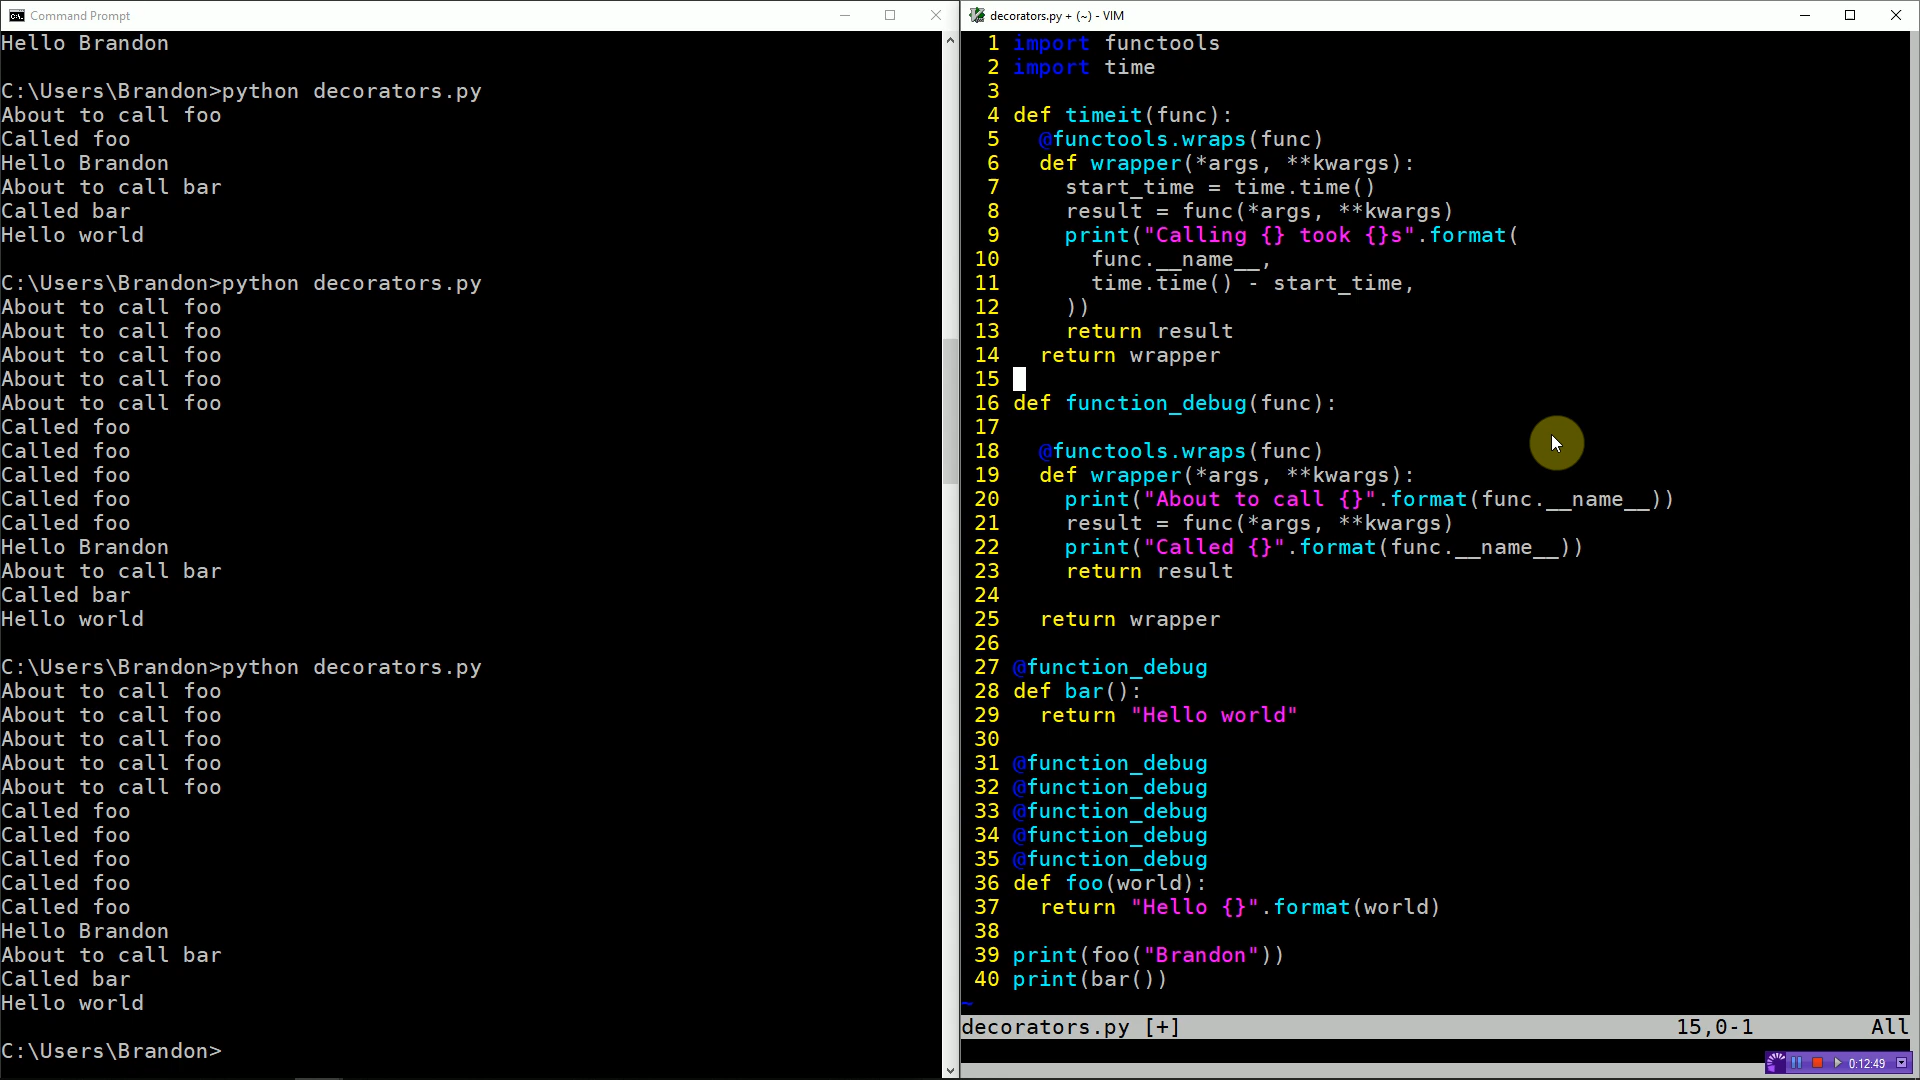 Command Prompt
Hello Brandon
C:\Users\Brandon>python decorators.py
About to call foo
Called foo
Hello Brandon
About to call bar
Called bar
Hello world
C:\Users\Brandon>python decorators.py
About to call foo
About to call foo
About to call foo
About to call foo
About to call foo
Called foo
Called foo
Called foo
Called foo
Called foo
Hello Brandon
About to call bar
Called bar
Hello world
C:\Users\Brandon>python decorators.py
About to call foo
About to call foo
About to call foo
About to call foo
About to call foo
Called foo
Called foo
Called foo
Called foo
Called foo
Hello Brandon
About to call bar
Called bar
Hello world
C:\Users\Brandon>
decorators.py + (~) - VIM
1 import functools
2 import time
3
4 def timeit(func):
5   @functools.wraps(func)
6   def wrapper(*args, **kwargs):
7     start_time = time.time()
8     result = func(*args, **kwargs)
9     print("Calling {} took {}s".format(
10       func.__name__,
11       time.time() - start_time,
12     ))
13     return result
14   return wrapper
15
16 def function_debug(func):
17
18   @functools.wraps(func)
19   def wrapper(*args, **kwargs):
20     print("About to call {}".format(func.__name__))
21     result = func(*args, **kwargs)
22     print("Called {}".format(func.__name__))
23     return result
24
25   return wrapper
26
27 @function_debug
28 def bar():
29   return "Hello world"
30
31 @function_debug
32 @function_debug
33 @function_debug
34 @function_debug
35 @function_debug
36 def foo(world):
37   return "Hello {}".format(world)
38
39 print(foo("Brandon"))
40 print(bar())
~
decorators.py [+] 15,0-1 All
0:12:49